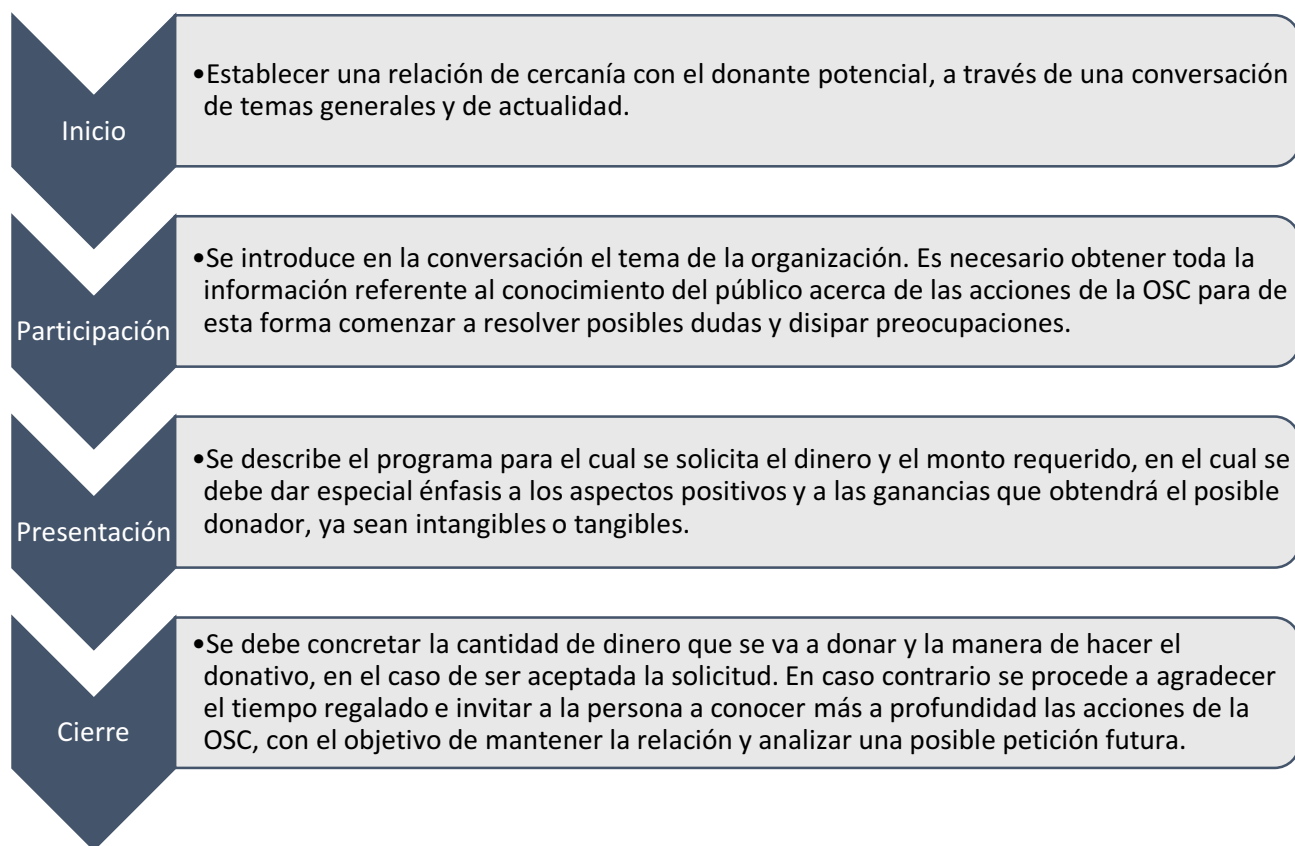 Inicio
•Establecer una relación de cercanía con el donante potencial, a través de una conversación
de temas generales y de actualidad.
Participación
•Se introduce en la conversación el tema de la organización. Es necesario obtener toda la
información referente al conocimiento del público acerca de las acciones de la OSC para de
esta forma comenzar a resolver posibles dudas y disipar preocupaciones.
Presentación
•Se describe el programa para el cual se solicita el dinero y el monto requerido, en el cual se
debe dar especial énfasis a los aspectos positivos y a las ganancias que obtendrá el posible
donador, ya sean intangibles o tangibles.
Cierre
•Se debe concretar la cantidad de dinero que se va a donar y la manera de hacer el
donativo, en el caso de ser aceptada la solicitud. En caso contrario se procede a agradecer
el tiempo regalado e invitar a la persona a conocer más a profundidad las acciones de la
OSC, con el objetivo de mantener la relación y analizar una posible petición futura.